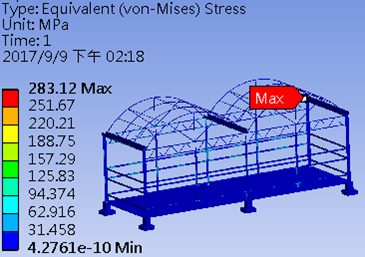 Type: Equivalent (von-Mises) Stress
Unit: MPa
Time: 1
2017/9/9 下午 02:18
283.12 Max
251.67
220.21
188.75
157.29
125.83
94.374
62.916
31.458
4.2761e-10 Min
Max